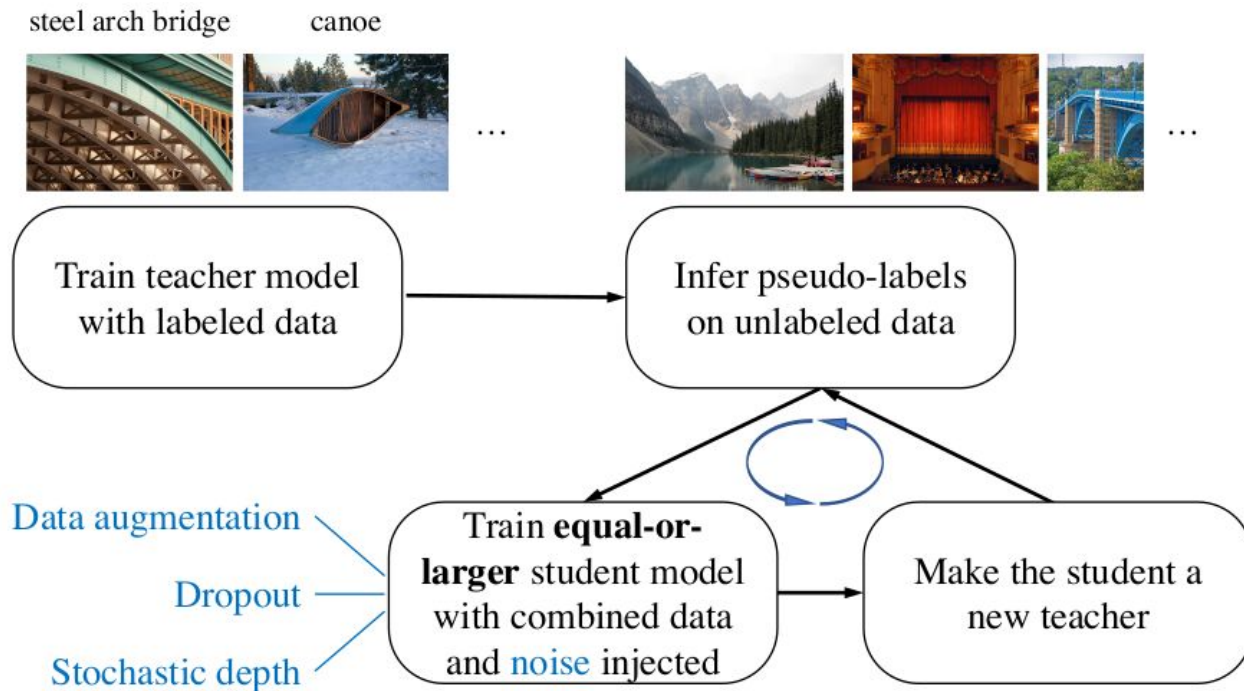 steel arch bridge
canoe
...
...
Train teacher model
with labeled data
Infer pseudo-labels
on unlabeled data
Data augmentation
Dropout
Stochastic depth
Train equal-or-
larger student model
with combined data
and noise injected
Make the student a
new teacher